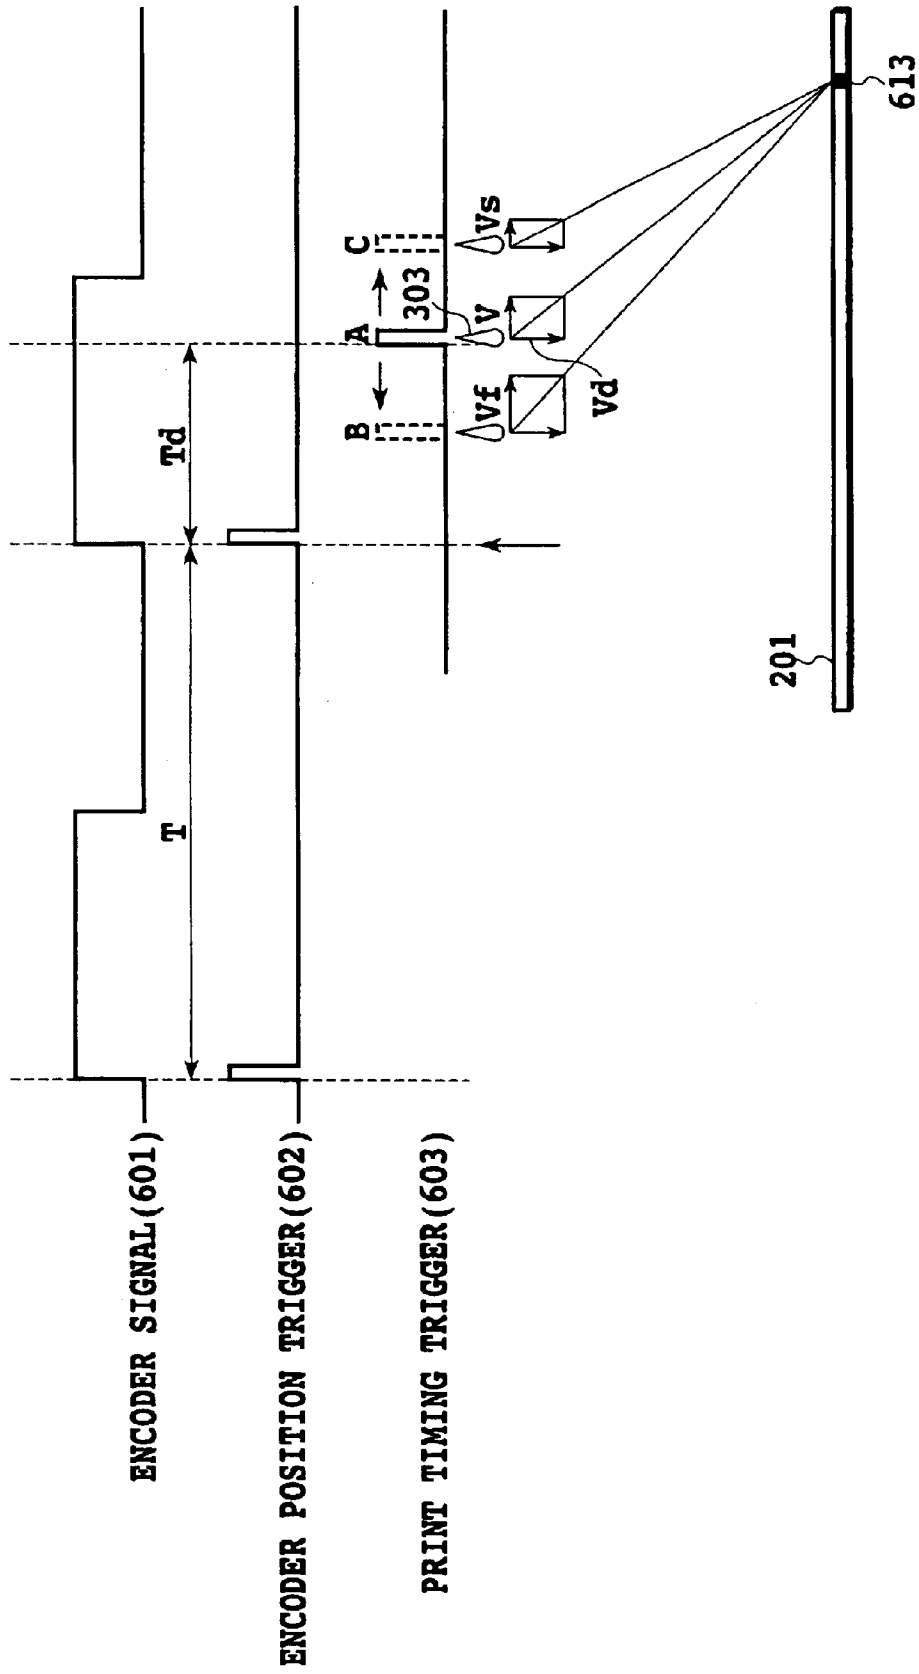 ENCODER SIGNAL(601)
T
Td
ENCODER POSITION TRIGGER(602)
PRINT TIMING TRIGGER(603)
B
A
C
303
Vf
V
Vs
Vd
201
613